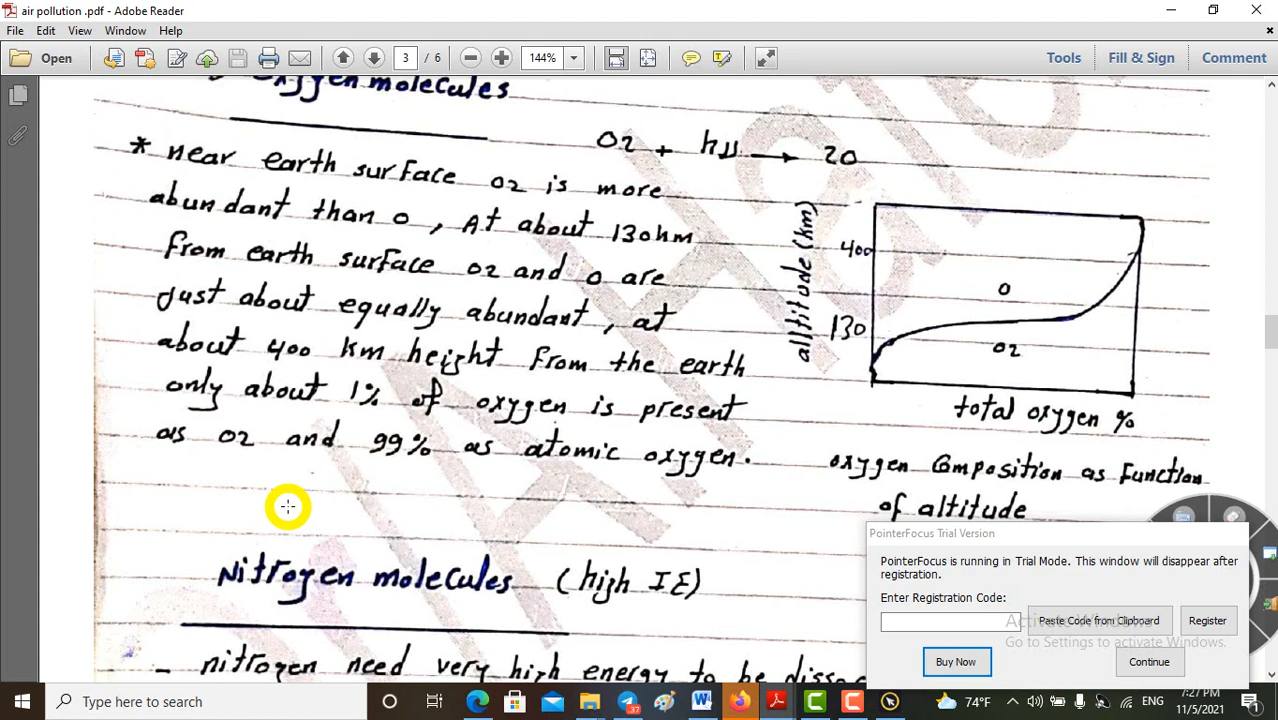 air pollution .pdf - Adobe Reader
File Edit View Window Help
Open 3 / 6 144% Tools Fill & Sign Comment
oxygen molecules
O2 + hμ → 2O
* near earth surface O2 is more
abundant than O , At about 130hm
From earth surface O2 and O are
Just about equally abundant, at
about 400 km height From the earth
only about 1% of oxygen is present
as O2 and 99% as atomic oxygen.
alltitude (km)
400
O
130
O2
total oxygen %
oxygen Composition as Function
of altitude
Nitrogen molecules (high IE)
- nitrogen need very high energy to be
PointerFocus Trial Version
PointerFocus is running in Trial Mode. This window will disappear after
registration.
Enter Registration Code:
Paste Code from Clipboard Register
Go to Settings to activate Windows.
Buy Now Continue
Type here to search
37
74°F ENG
7:27 PM
11/5/2021
1